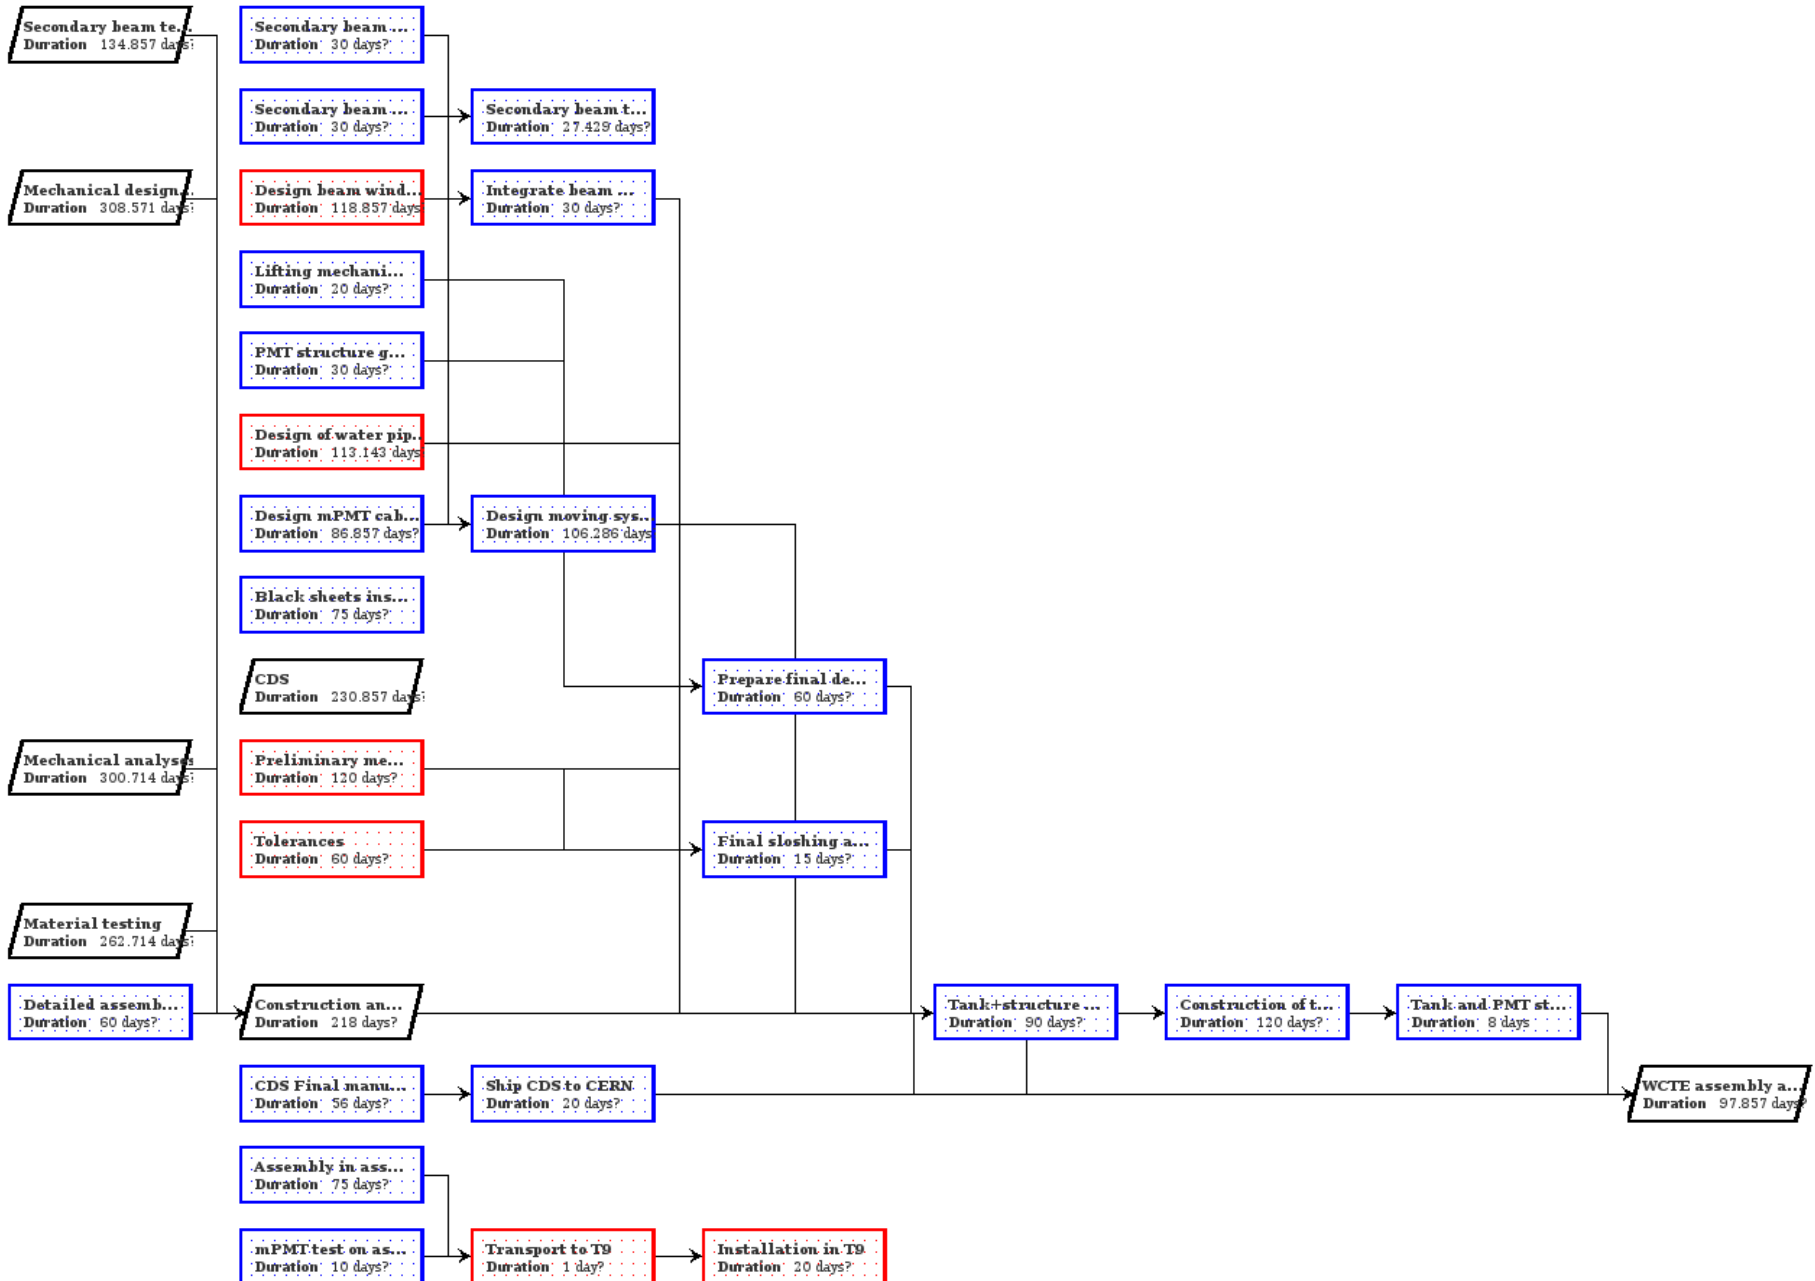 Secondary beam te...
Duration 134.857 days?
Secondary beam ...
Duration 30 days?
Secondary beam ...
Duration 30 days?
Secondary beam t...
Duration 27.429 days?
Mechanical design...
Duration 308.571 days?
Design beam wind...
Duration 118.857 days
Integrate beam ...
Duration 30 days?
Lifting mechani...
Duration 20 days?
PMT structure g...
Duration 30 days?
Design of water pip...
Duration 113.143 days
Design mPMT cab...
Duration 86.857 days?
Design moving sys...
Duration 106.286 days
Black sheets ins...
Duration 75 days?
CDS
Duration 230.857 days?
Prepare final de...
Duration 60 days?
Mechanical analyses
Duration 300.714 days?
Preliminary me...
Duration 120 days?
Tolerances
Duration 60 days?
Final sloshing a...
Duration 15 days?
Material testing
Duration 262.714 days?
Detailed assemb...
Duration 60 days?
Construction an...
Duration 218 days?
Tank+structure ...
Duration 90 days?
Construction of t...
Duration 120 days?
Tank and PMT st...
Duration 8 days
CDS Final manu...
Duration 56 days?
Ship CDS to CERN
Duration 20 days?
WCTE assembly a...
Duration 97.857 days?
Assembly in ass...
Duration 75 days?
mPMT test on as...
Duration 10 days?
Transport to T9
Duration 1 day?
Installation in T9
Duration 20 days?